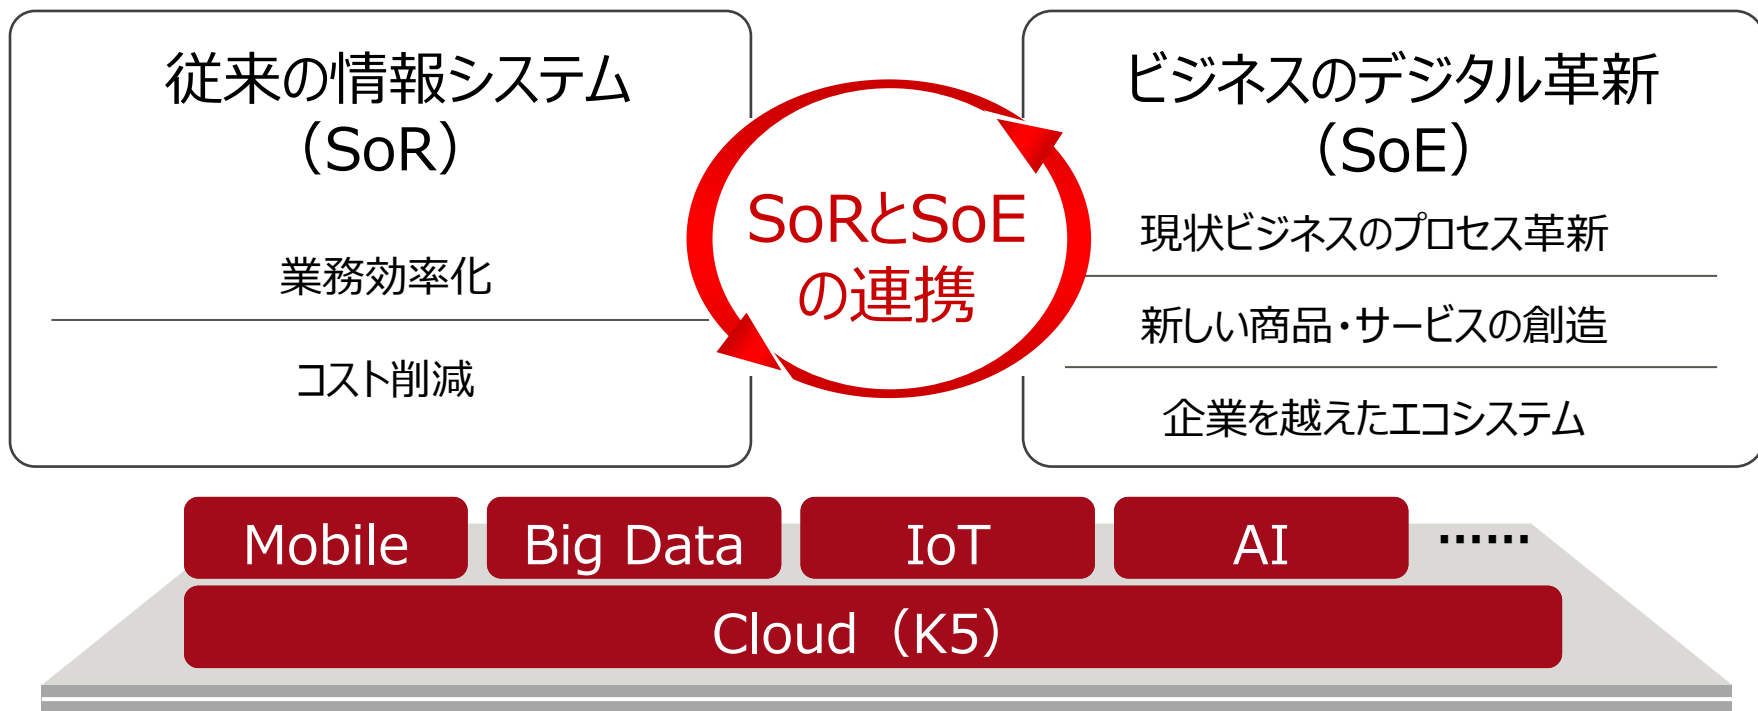 従来の情報システム
（SoR）
業務効率化
コスト削減
SoRとSoE
の連携
ビジネスのデジタル革新
（SoE）
現状ビジネスのプロセス革新
新しい商品・サービスの創造
企業を越えたエコシステム
Mobile
Big Data
IoT
AI
……
Cloud（K5）